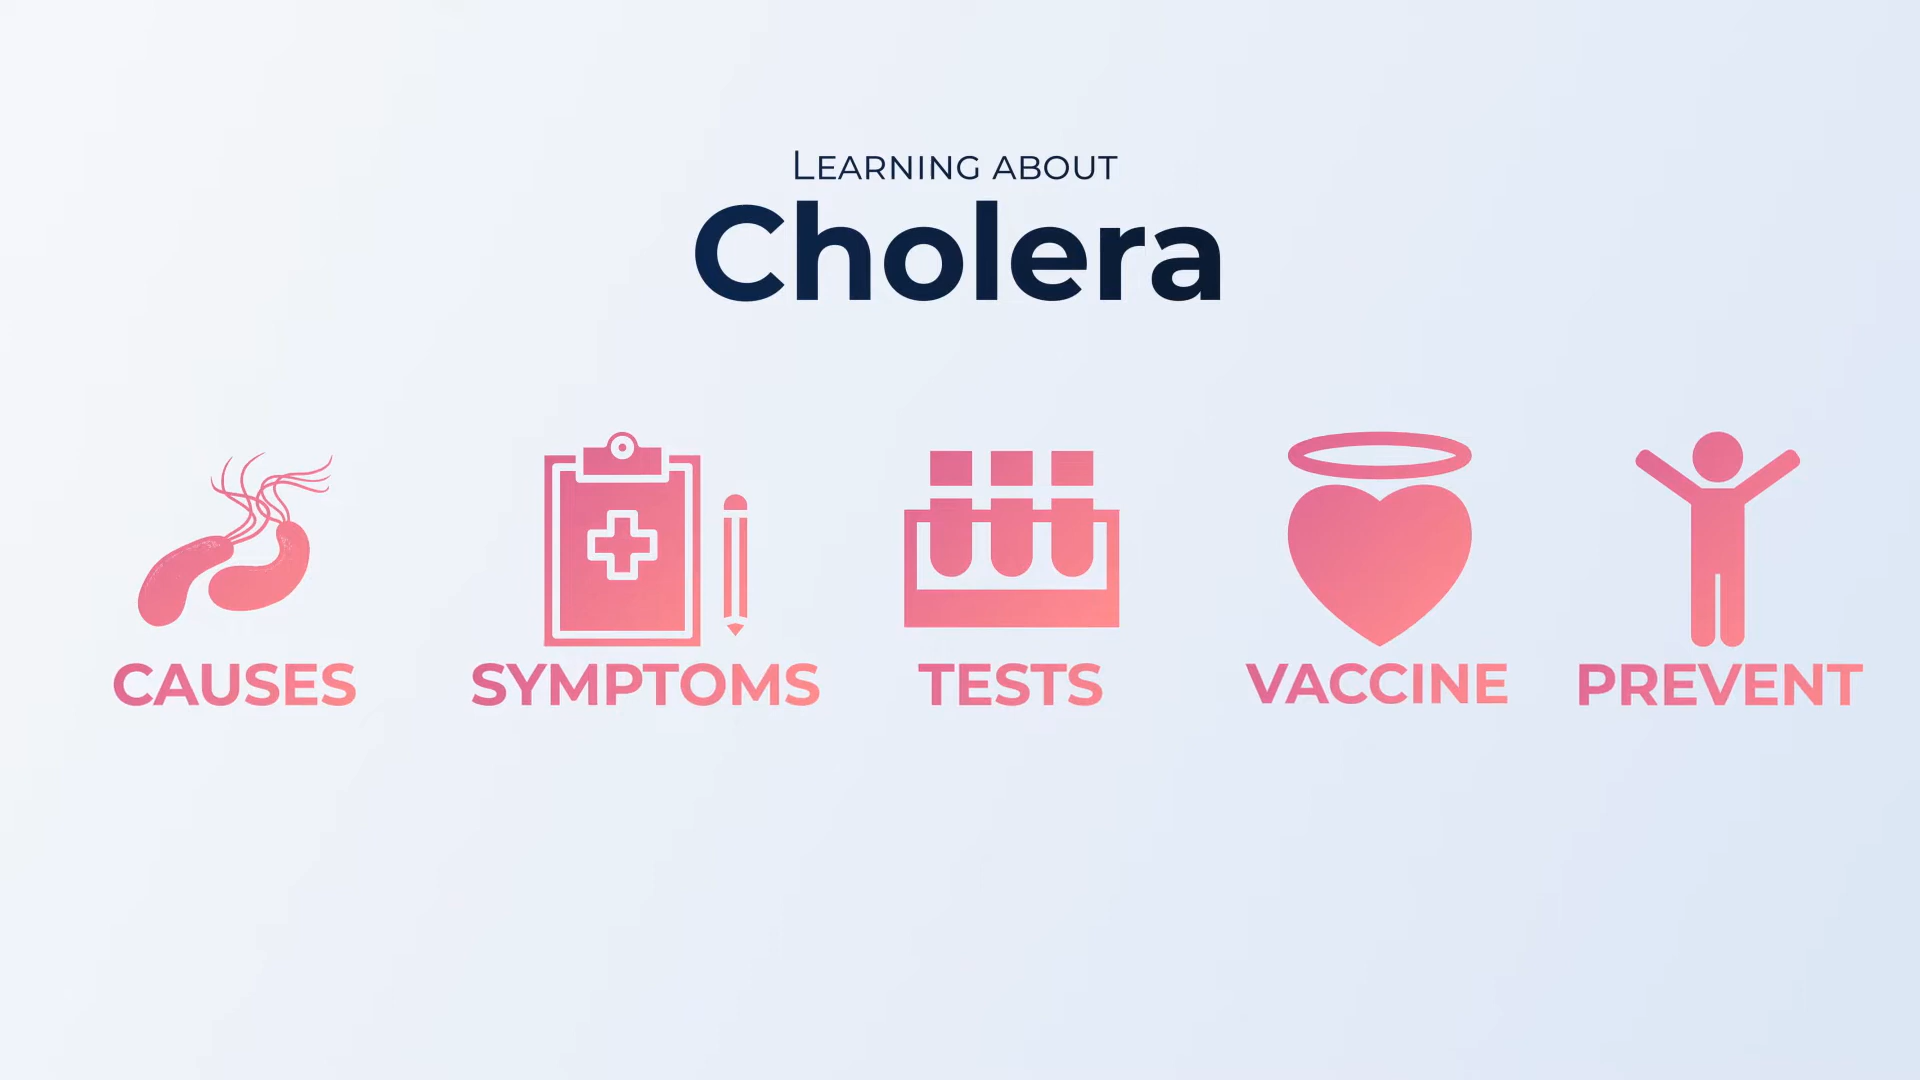 Learning about
Cholera
CAUSES
SYMPTOMS
TESTS
VACCINE
PREVENT